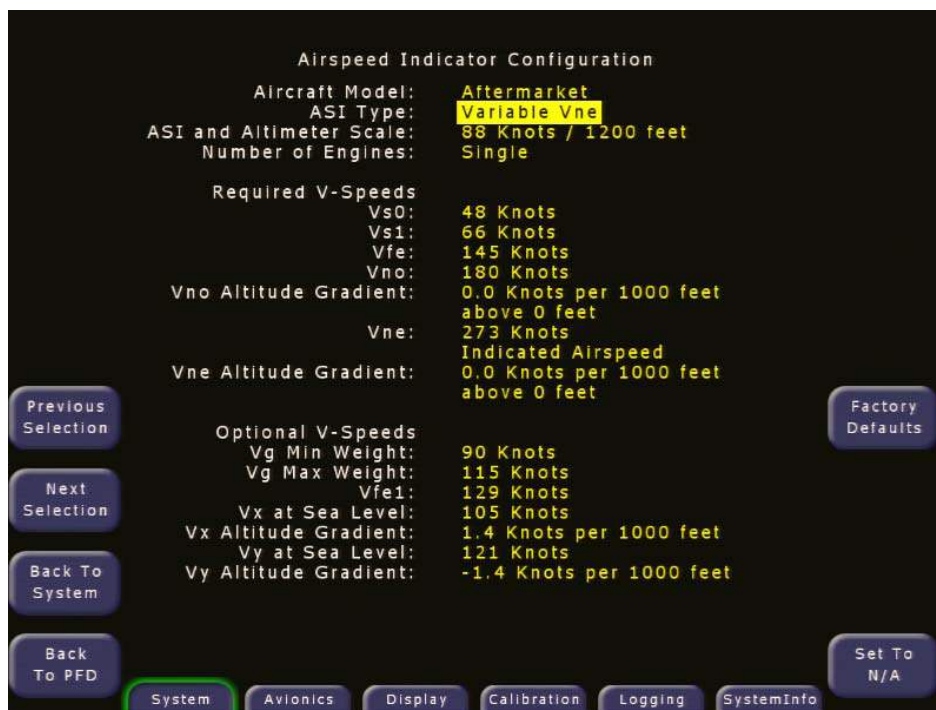 Airspeed Indicator Configuration
Aircraft Model: Aftermarket
ASI Type: Variable Vne
ASI and Altimeter Scale: 88 Knots / 1200 feet
Number of Engines: Single
Required V-Speeds
Vs0: 48 Knots
Vs1: 66 Knots
Vfe: 145 Knots
Vno: 180 Knots
Vno Altitude Gradient: 0.0 Knots per 1000 feet
above 0 feet
Vne: 273 Knots
Indicated Airspeed
Vne Altitude Gradient: 0.0 Knots per 1000 feet
above 0 feet
Optional V-Speeds
Vg Min Weight: 90 Knots
Vg Max Weight: 115 Knots
Vfe1: 129 Knots
Vx at Sea Level: 105 Knots
Vx Altitude Gradient: 1.4 Knots per 1000 feet
Vy at Sea Level: 121 Knots
Vy Altitude Gradient: -1.4 Knots per 1000 feet
Previous
Selection
Next
Selection
Back To
System
Back
To PFD
Factory
Defaults
Set To
N/A
System Avionics Display Calibration Logging SystemInfo